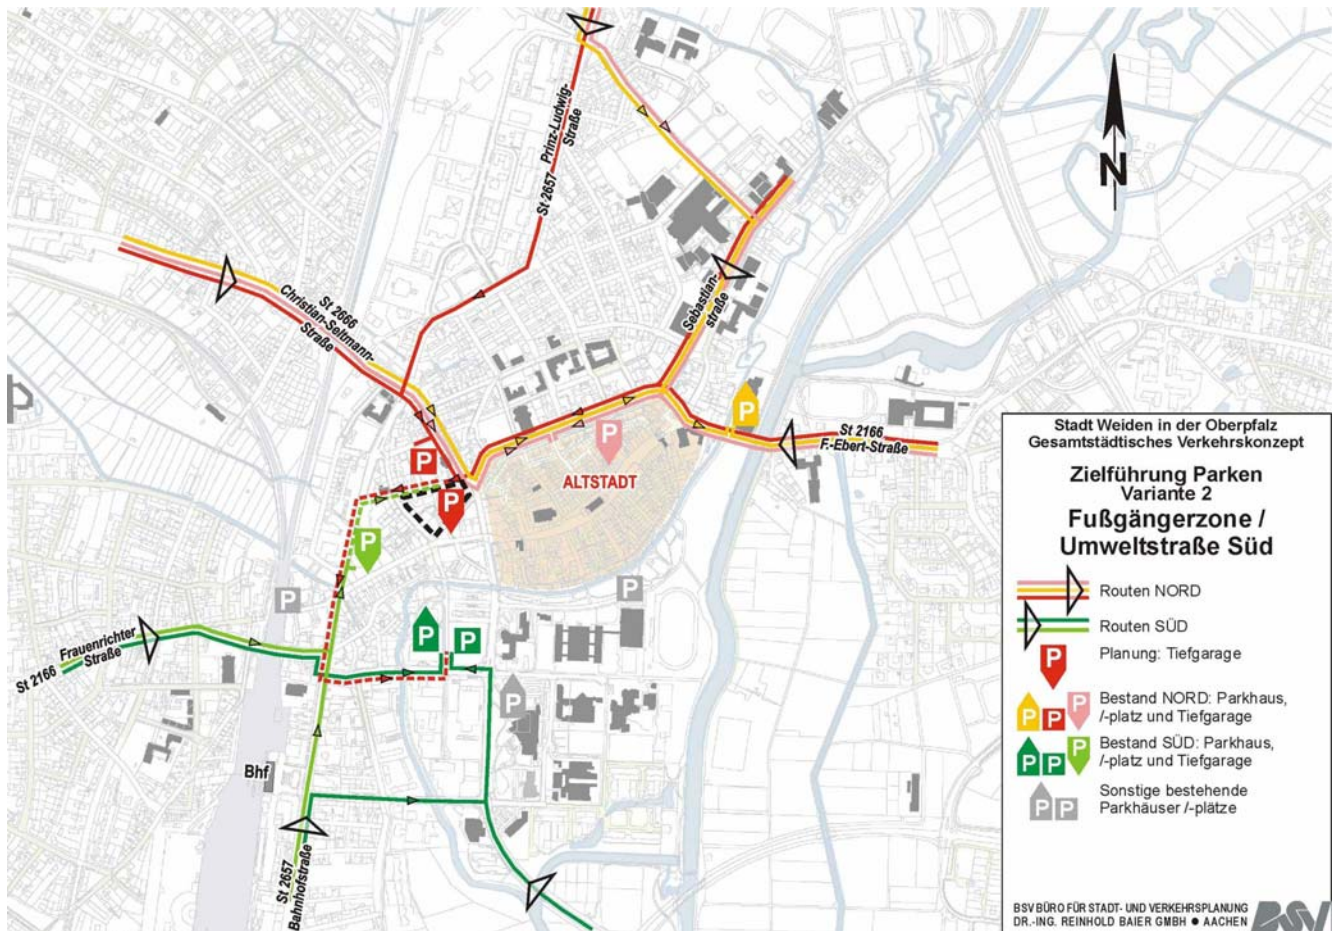 Prinz-Ludwig-
Straße
St 2657
St 2666
Christian-Seltmann-
Straße
Sebastian-
straße
N
P
P
St 2166
F.-Ebert-Straße
P
ALTSTADT
P
P
P
P
P
P
P
Frauenrichter
Straße
St 2166
Bhf
St 2657
Bahnhofstraße
Stadt Weiden in der Oberpfalz
Gesamtstädtisches Verkehrskonzept
Zielführung Parken
Variante 2
Fußgängerzone /
Umweltstraße Süd
Routen NORD
Routen SÜD
P Planung: Tiefgarage
P P P Bestand NORD: Parkhaus,
/-platz und Tiefgarage
P P P Bestand SÜD: Parkhaus,
/-platz und Tiefgarage
P P Sonstige bestehende
Parkhäuser /-plätze
BSV BÜRO FÜR STADT- UND VERKEHRSPLANUNG
DR.-ING. REINHOLD BAIER GMBH ● AACHEN
BSV